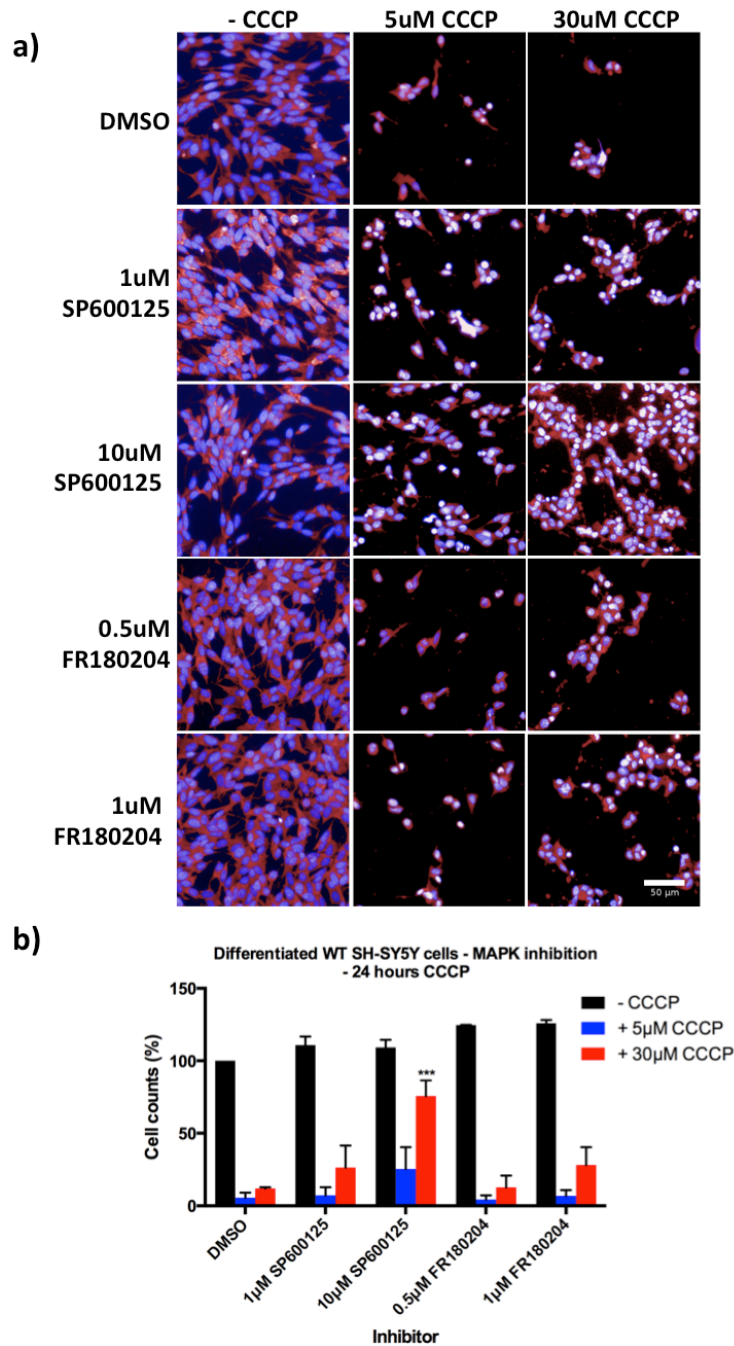 - CCCP 5uM CCCP 30uM CCCP
a)
DMSO
1uM
SP600125
10uM
SP600125
0.5uM
FR180204
1uM
FR180204
50 μm
b)
Differentiated WT SH-SY5Y cells - MAPK inhibition
- 24 hours CCCP
150
100
50
0
Cell counts (%)
***
- CCCP
+ 5μM CCCP
+ 30μM CCCP
DMSO
1μM SP600125
10μM SP600125
0.5μM FR180204
1μM FR180204
Inhibitor